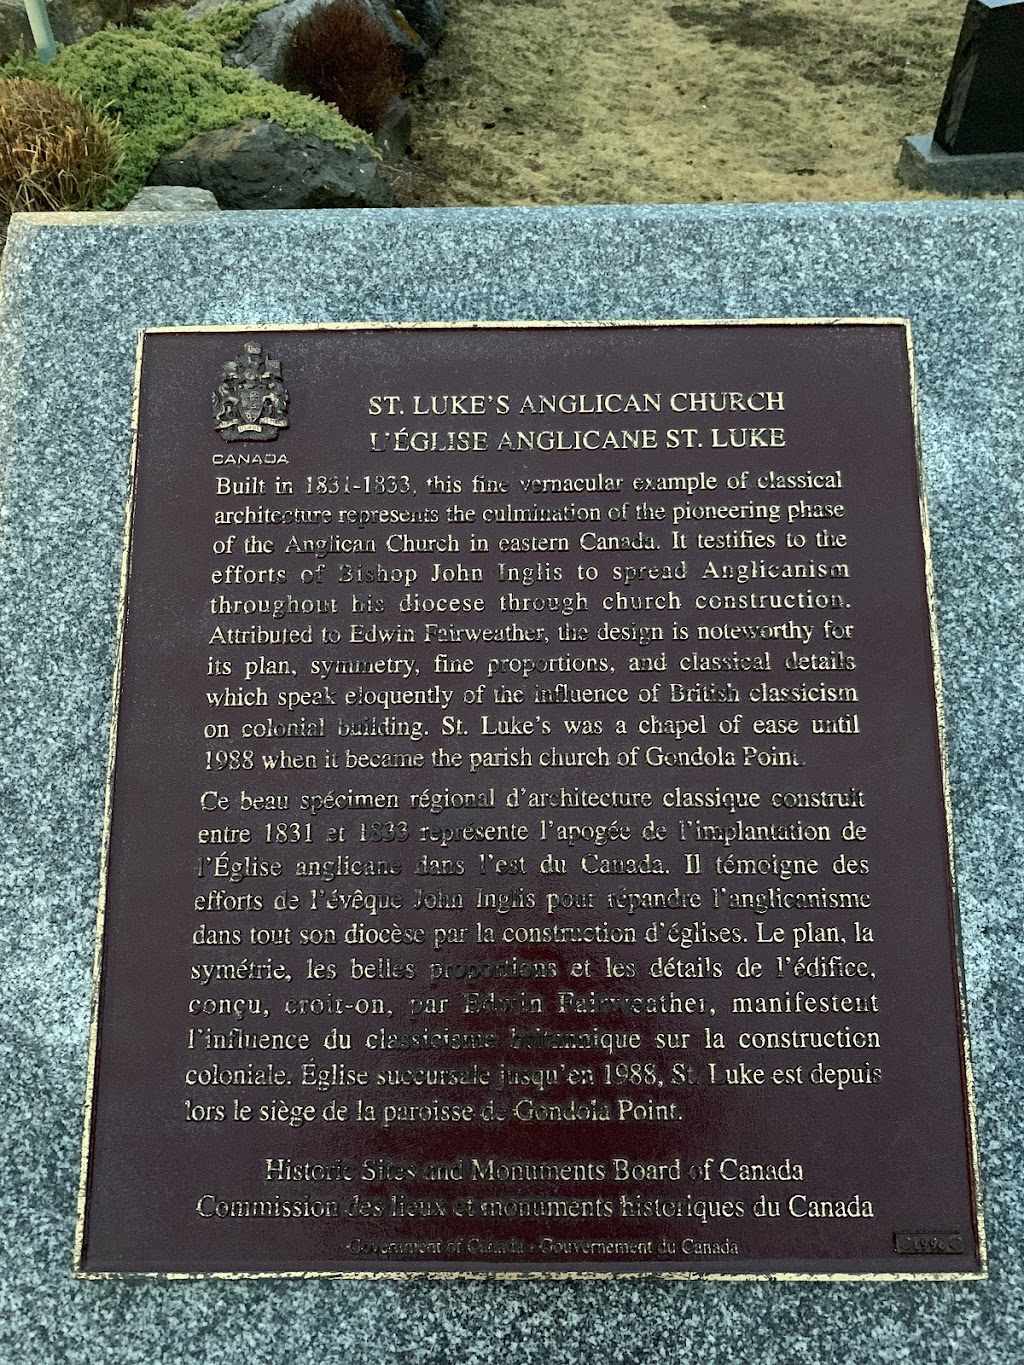 CANADA
ST. LUKE'S ANGLICAN CHURCH
L'ÉGLISE ANGLICANE ST. LUKE
Built in 1831-1833, this fine vernacular example of classical
architecture represents the culmination of the pioneering phase
of the Anglican Church in eastern Canada. It testifies to the
efforts of Bishop John Inglis to spread Anglicanism
throughout his diocese through church construction.
Attributed to Edwin Fairweather, the design is noteworthy for
its plan, symmetry, fine proportions, and classical details
which speak eloquently of the influence of British classicism
on colonial building. St. Luke's was a chapel of ease until
1988 when it became the parish church of Gondola Point.
Ce beau spécimen régional d'architecture classique construit
entre 1831 et 1833 représente l'apogée de l'implantation de
l'Église anglicane dans l'est du Canada. Il témoigne des
efforts de l'évêque John Inglis pour répandre l'anglicanisme
dans tout son diocèse par la construction d'églises. Le plan, la
symétrie, les belles proportions et les détails de l'édifice,
conçu, croit-on, par Edwin Fairweather, manifestent
l'influence du classicisme britannique sur la construction
coloniale. Église succursale jusqu'en 1988, St. Luke est depuis
lors le siège de la paroisse de Gondola Point.
Historic Sites and Monuments Board of Canada
Commission des lieux et monuments historiques du Canada
Government of Canada - Gouvernement du Canada